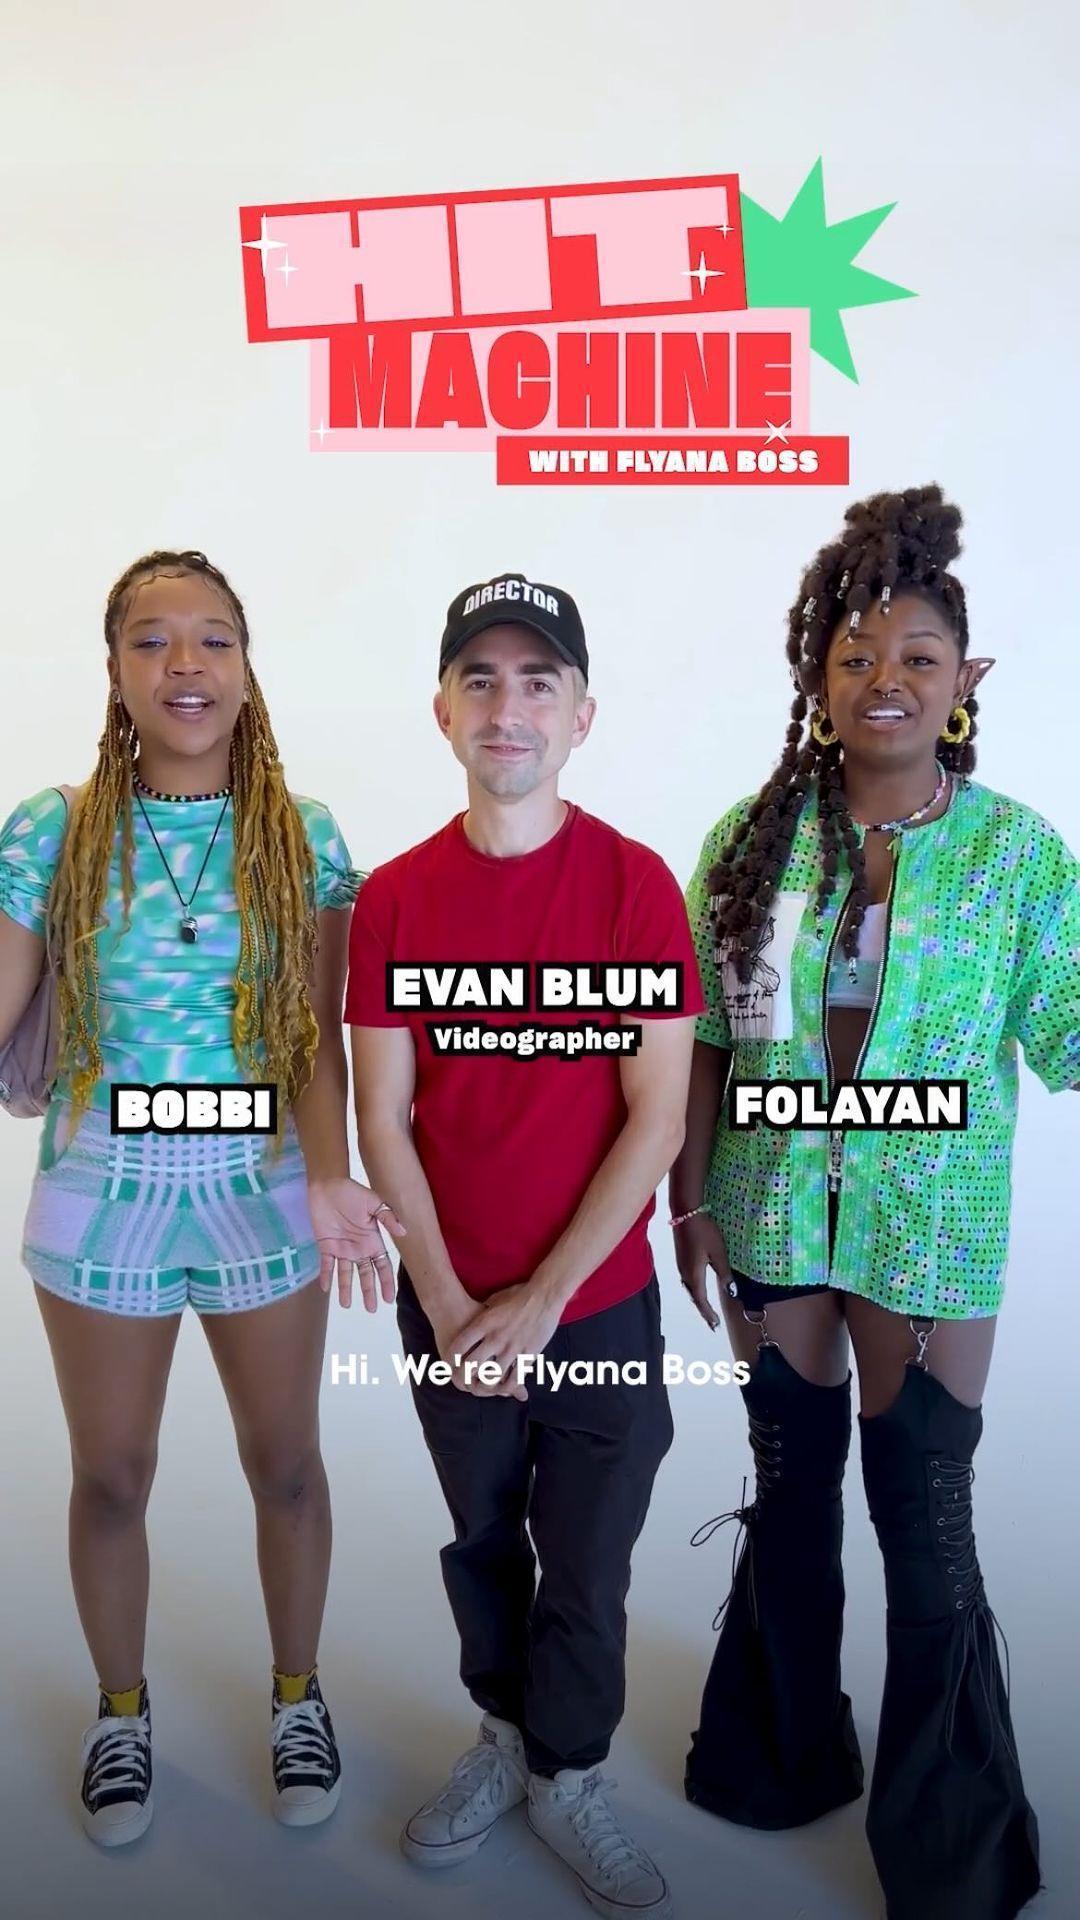 HIT
MACHINE
WITH FLYANA BOSS
DIRECTOR
EVAN BLUM
Videographer
BOBBI
FOLAYAN
Hi. We're Flyana Boss